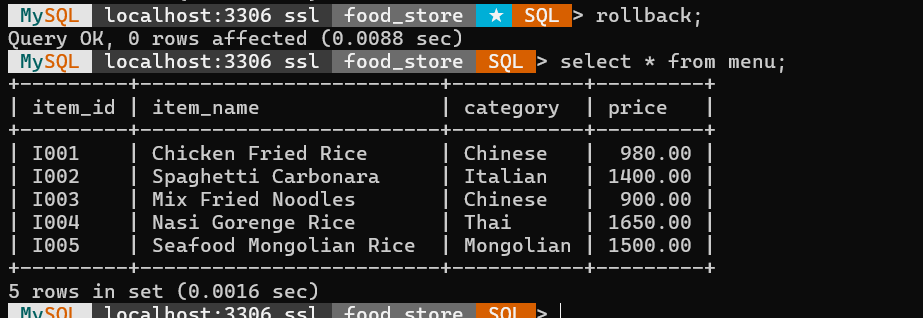 MySQL localhost:3306 ssl food_store ★ SQL > rollback;
Query OK, 0 rows affected (0.0088 sec)
MySQL localhost:3306 ssl food_store SQL > select * from menu;
+---------+-----------------------+-----------+---------+
| item_id | item_name             | category  | price   |
+---------+-----------------------+-----------+---------+
| I001    | Chicken Fried Rice    | Chinese   |  980.00 |
| I002    | Spaghetti Carbonara   | Italian   | 1400.00 |
| I003    | Mix Fried Noodles     | Chinese   |  900.00 |
| I004    | Nasi Gorenge Rice     | Thai      | 1650.00 |
| I005    | Seafood Mongolian Rice | Mongolian | 1500.00 |
+---------+-----------------------+-----------+---------+
5 rows in set (0.0016 sec)
MySQL localhost:3306 ssl food_store SQL >